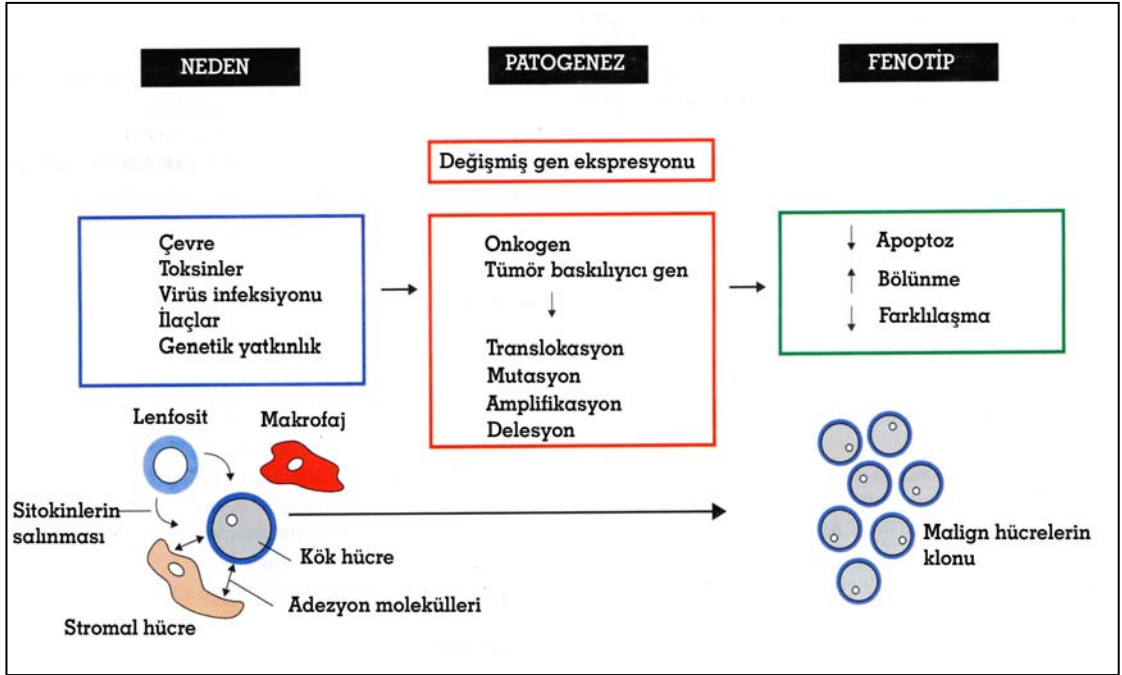 NEDEN
PATOGENEZ
FENOTİP
Değişmiş gen ekspresyonu
Çevre
Toksinler
Virüs infeksiyonu
İlaçlar
Genetik yatkınlık
Onkogen
Tümör baskılıyıcı gen
Translokasyon
Mutasyon
Amplifikasyon
Delesyon
Apoptoz
Bölünme
Farklılaşma
Lenfosit
Makrofaj
Sitokinlerin
salınması
Kök hücre
Adezyon molekülleri
Stromal hücre
Malign hücrelerin
klonu